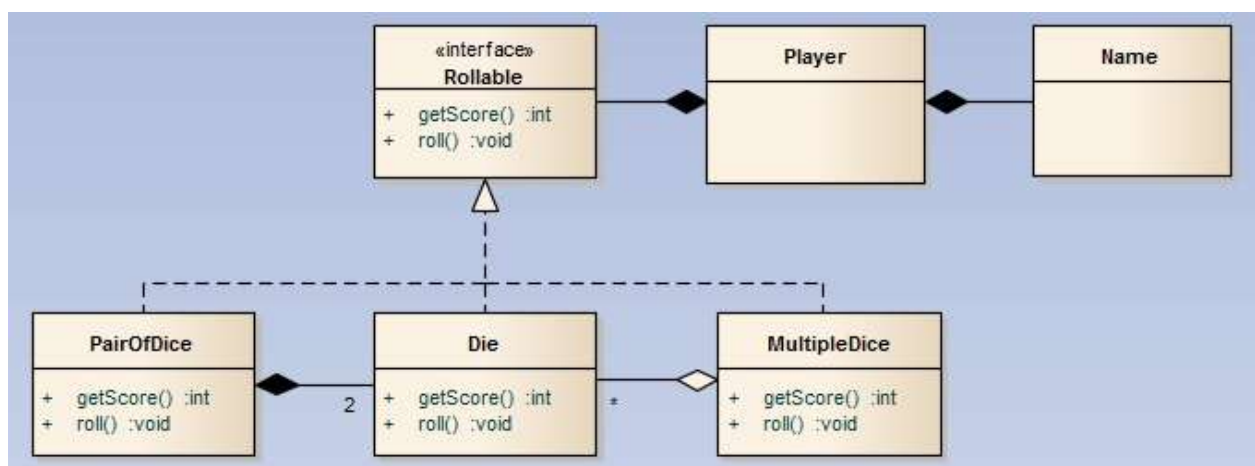 «interface»
Rollable
+ getScore() :int
+ roll() :void
Player
Name
PairOfDice
+ getScore() :int
+ roll() :void
2
Die
+ getScore() :int
+ roll() :void
*
MultipleDice
+ getScore() :int
+ roll() :void